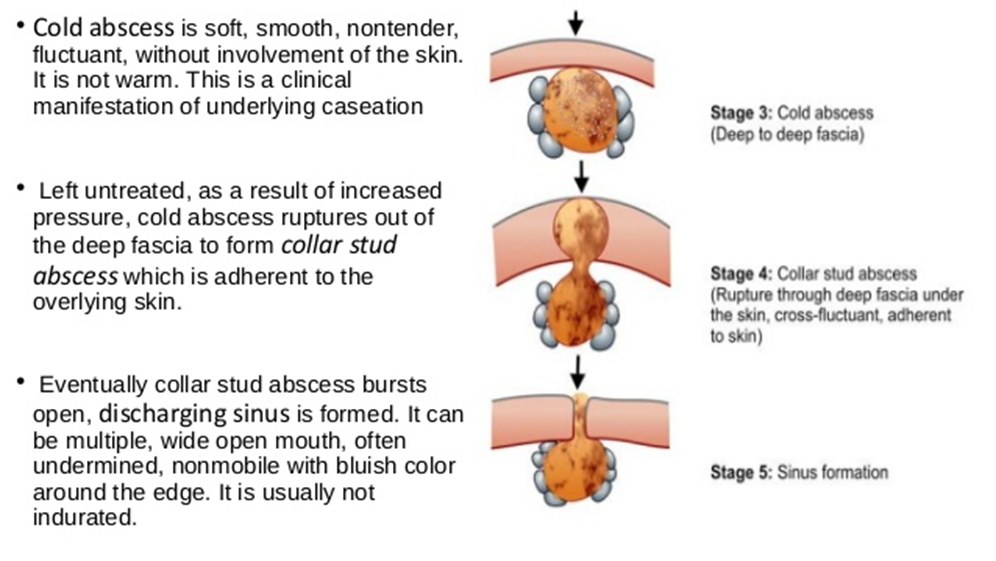 • Cold abscess is soft, smooth, nontender,
fluctuant, without involvement of the skin.
It is not warm. This is a clinical
manifestation of underlying caseation
• Left untreated, as a result of increased
pressure, cold abscess ruptures out of
the deep fascia to form collar stud
abscess which is adherent to the
overlying skin.
• Eventually collar stud abscess bursts
open, discharging sinus is formed. It can
be multiple, wide open mouth, often
undermined, nonmobile with bluish color
around the edge. It is usually not
indurated.
Stage 3: Cold abscess
(Deep to deep fascia)
Stage 4: Collar stud abscess
(Rupture through deep fascia under
the skin, cross-fluctuant, adherent
to skin)
Stage 5: Sinus formation